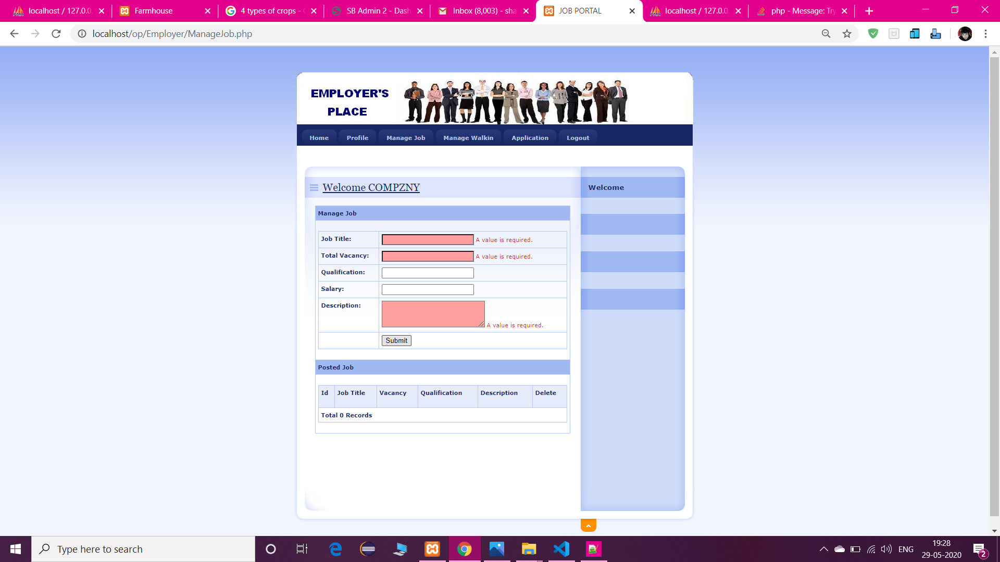 localhost / 127.0.0.
Farmhouse
4 types of crops -
SB Admin 2 - Dash
Inbox (8,003) - sha
JOB PORTAL
localhost / 127.0.0.
php - Message: Try
localhost/op/Employer/ManageJob.php
EMPLOYER'S
PLACE
Home
Profile
Manage Job
Manage Walkin
Application
Logout
Welcome COMPZNY
Welcome
Manage Job
Job Title:
A value is required.
Total Vacancy:
A value is required.
Qualification:
Salary:
Description:
A value is required.
Submit
Posted Job
Id
Job Title
Vacancy
Qualification
Description
Delete
Total 0 Records
Type here to search
ENG
19:28
29-05-2020
2